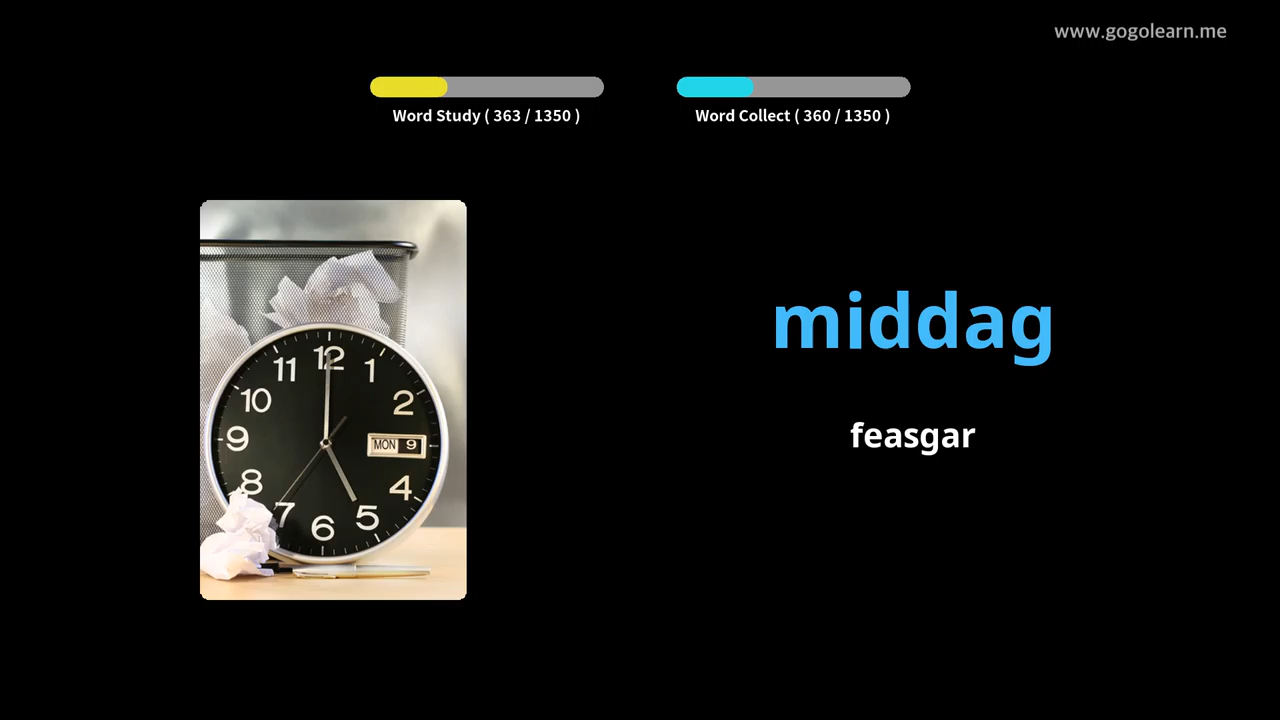 www.gogolearn.me
Word Study ( 363 / 1350 )
Word Collect ( 360 / 1350 )
middag
feasgar
12
1
2
MON 9
4
5
6
7
8
9
10
11